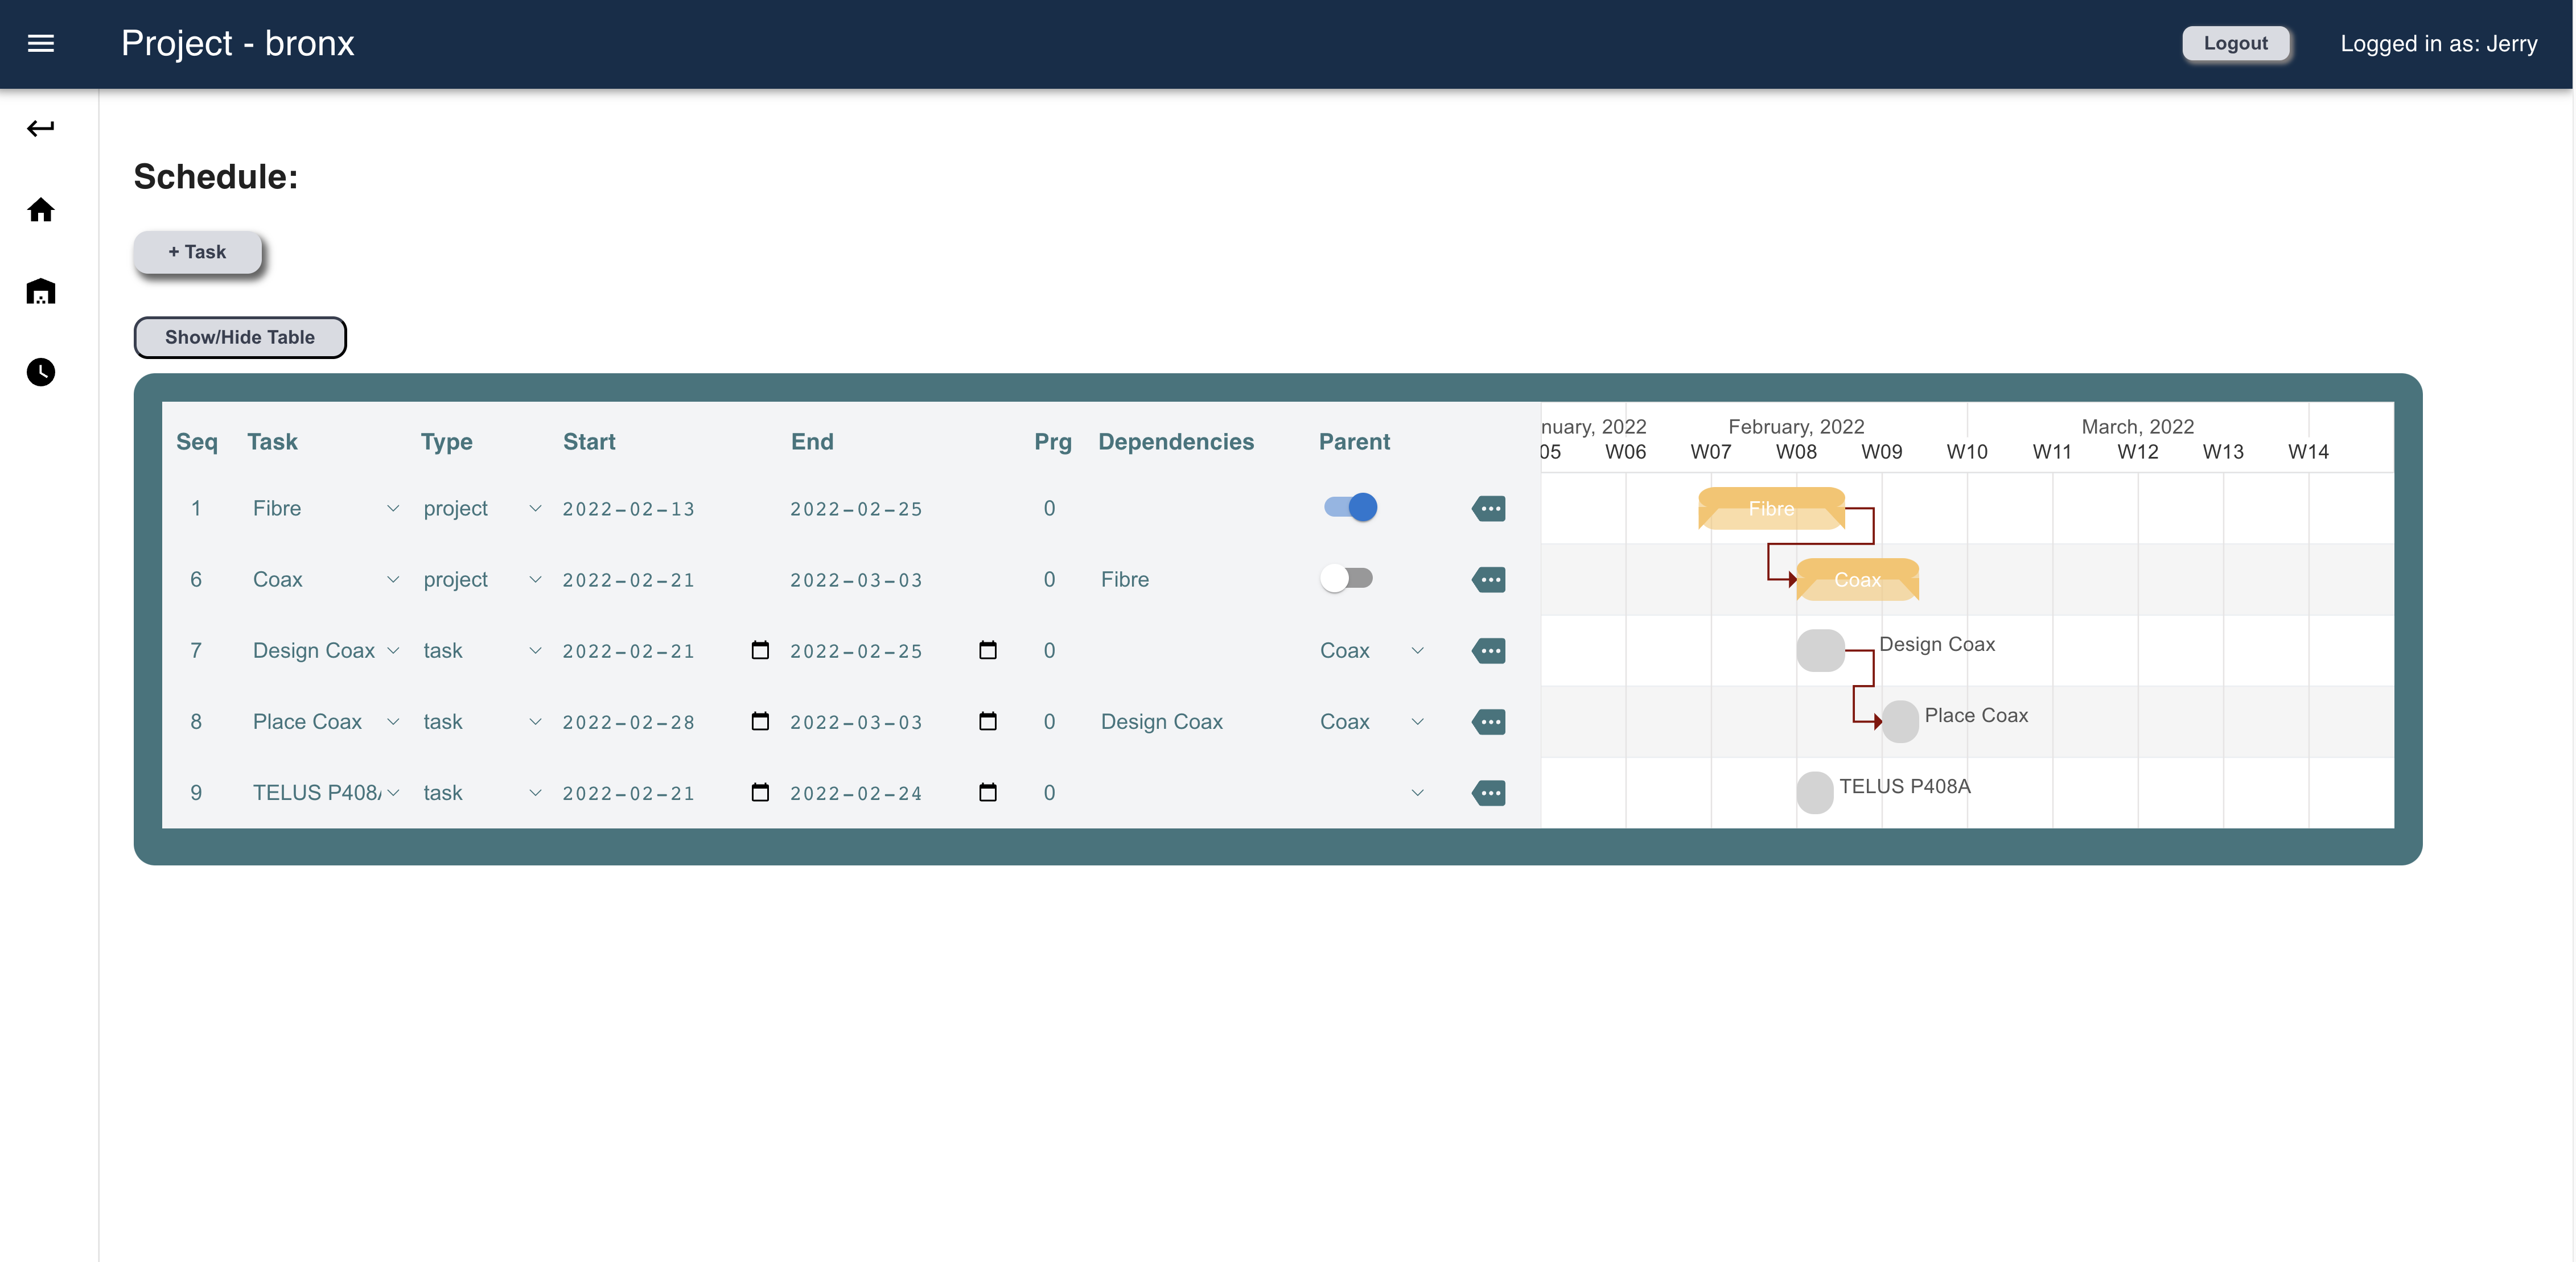 Project - bronx
Logout
Logged in as: Jerry
Schedule:
+ Task
Show/Hide Table
Seq Task Type Start End Prg Dependencies Parent
nuary, 2022 February, 2022 March, 2022
05 W06 W07 W08 W09 W10 W11 W12 W13 W14
1 Fibre project 2022-02-13 2022-02-25 0
Fibre
6 Coax project 2022-02-21 2022-03-03 0 Fibre
Coax
7 Design Coax task 2022-02-21 2022-02-25 0 Coax
Design Coax
8 Place Coax task 2022-02-28 2022-03-03 0 Design Coax Coax
Place Coax
9 TELUS P408 task 2022-02-21 2022-02-24 0
TELUS P408A